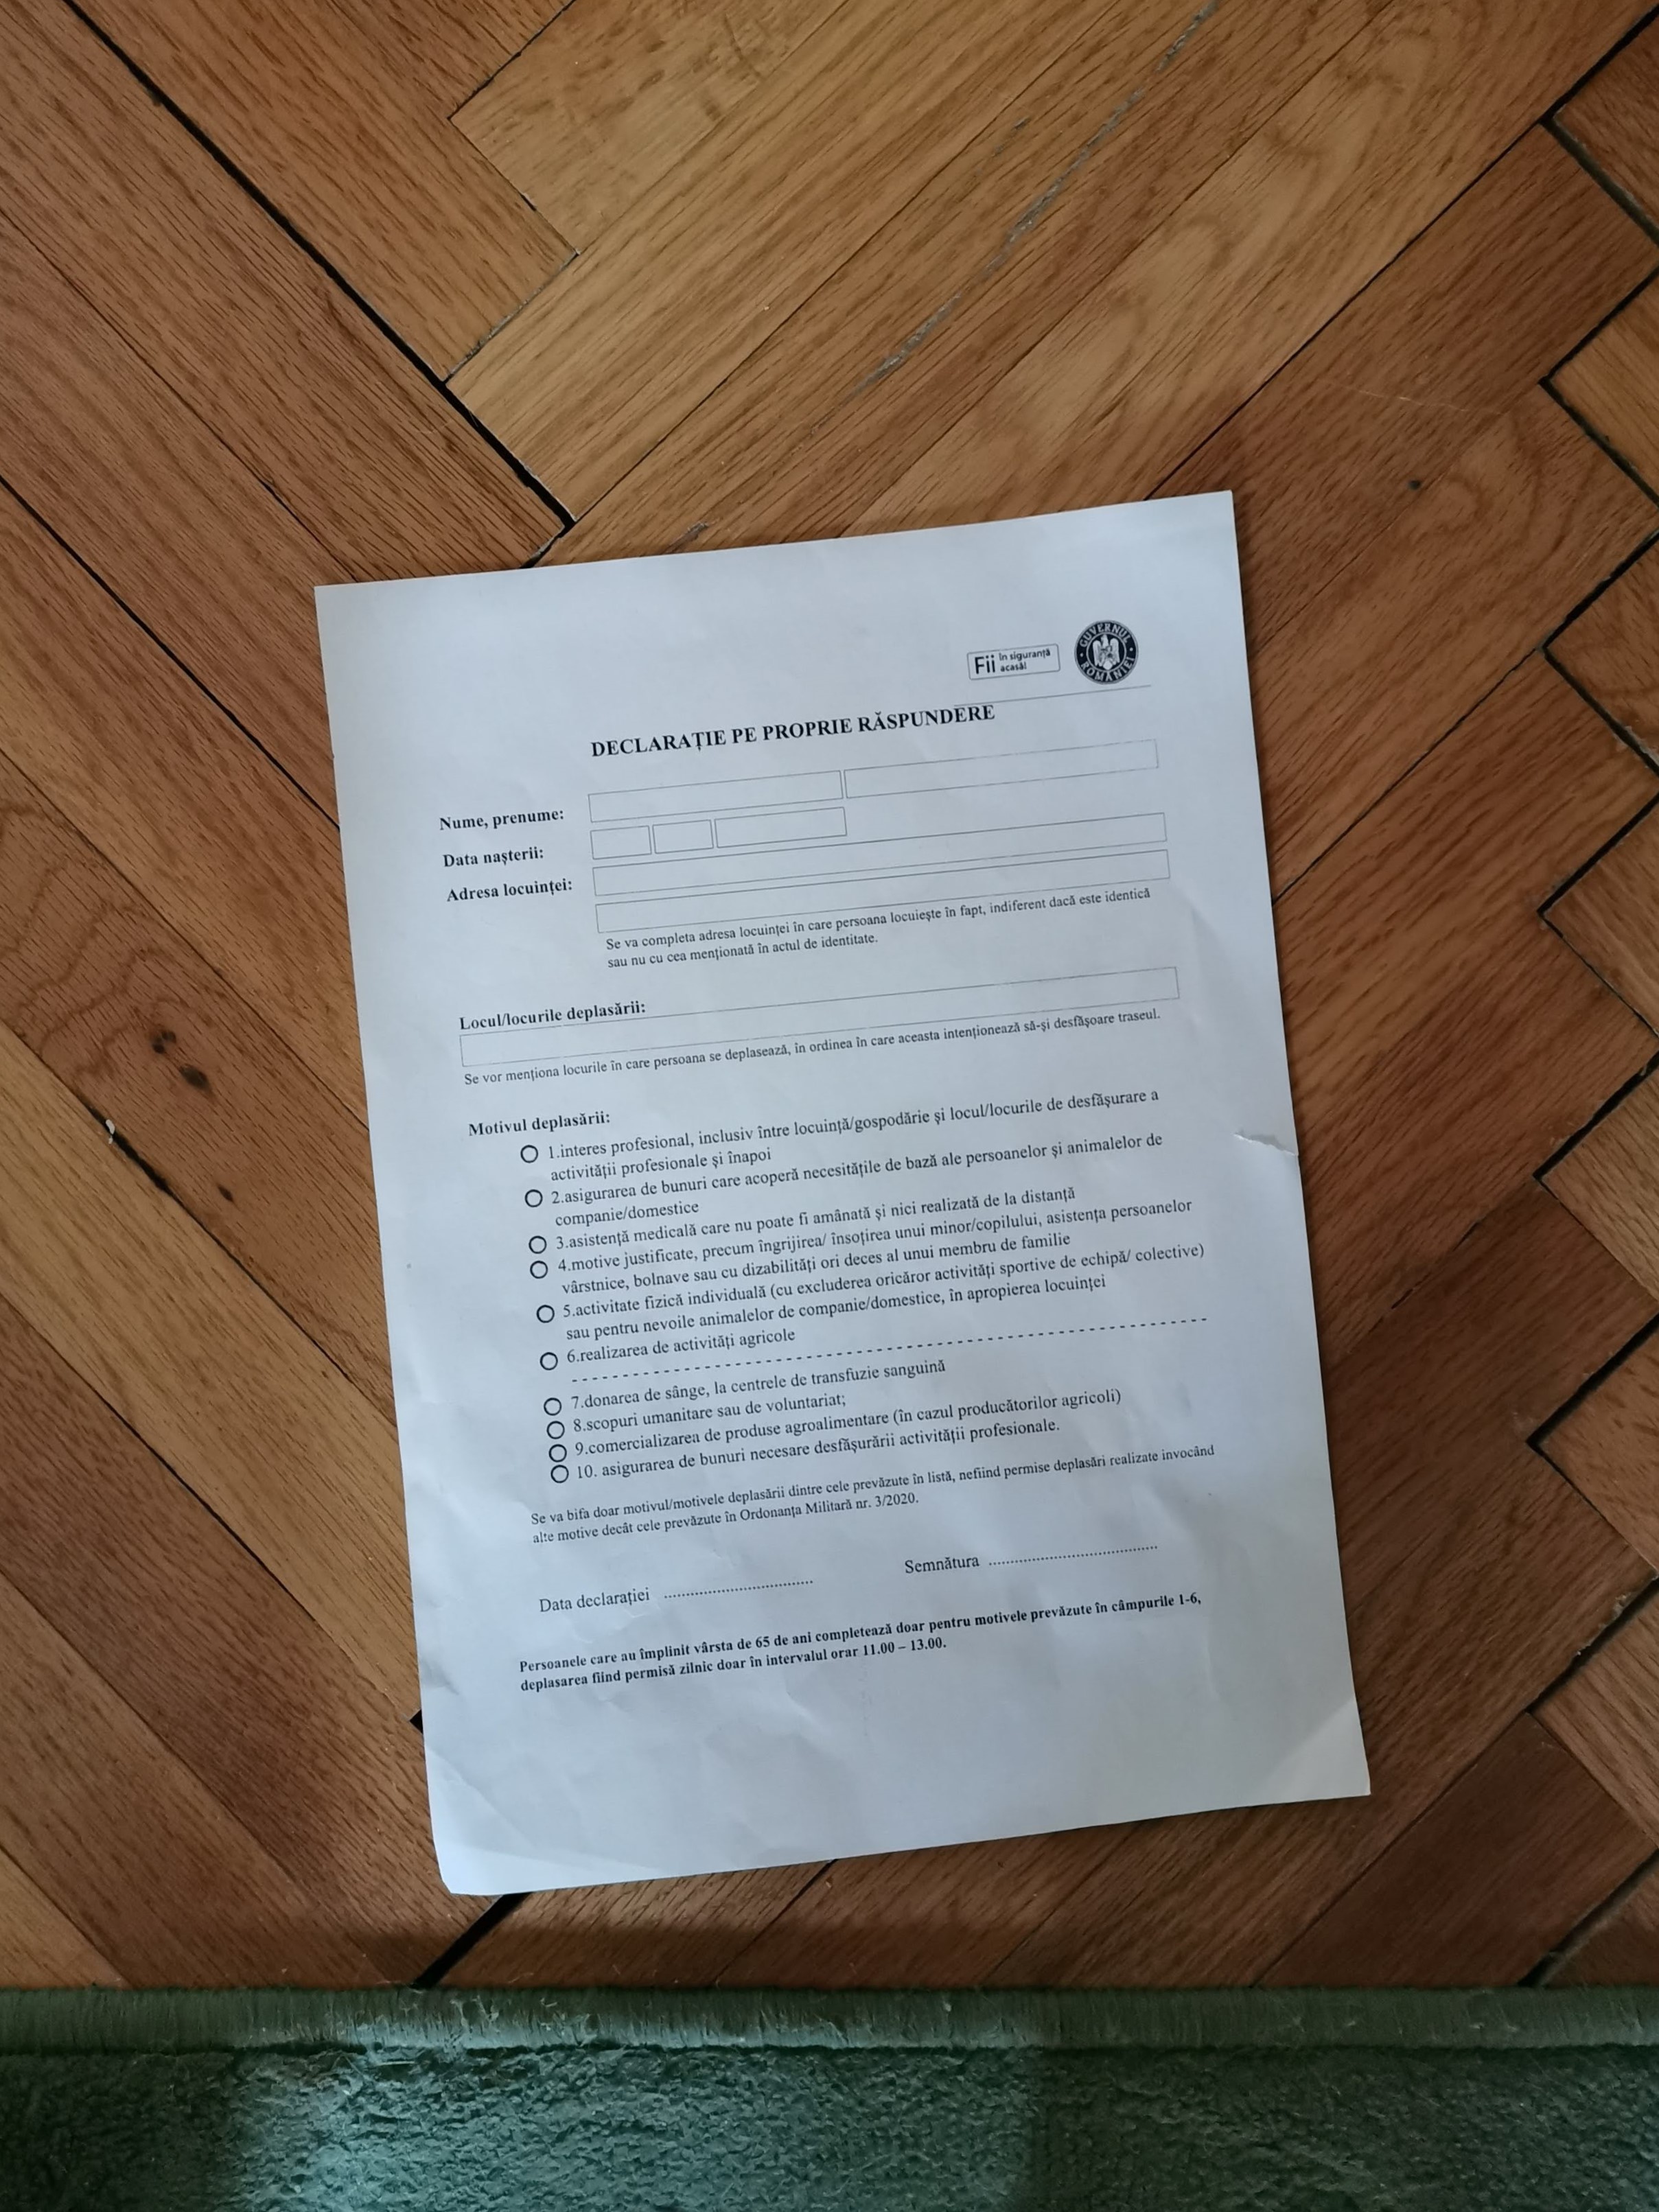 Fii în siguranță
acasă!
GUVERNUL ROMÂNIEI
DECLARAȚIE PE PROPRIE RĂSPUNDERE
Nume, prenume:
Data nașterii:
Adresa locuinței:
Se va completa adresa locuinței în care persoana locuiește în fapt, indiferent dacă este identică
sau nu cu cea menționată în actul de identitate.
Locul/locurile deplasării:
Se vor menționa locurile în care persoana se deplasează, în ordinea în care aceasta intenționează să-și desfășoare traseul.
Motivul deplasării:
1.interes profesional, inclusiv între locuință/gospodărie și locul/locurile de desfășurare a
activității profesionale și înapoi
2.asigurarea de bunuri care acoperă necesitățile de bază ale persoanelor și animalelor de
companie/domestice
3.asistență medicală care nu poate fi amânată și nici realizată de la distanță
4.motive justificate, precum îngrijirea/ însoțirea unui minor/copilului, asistența persoanelor
vârstnice, bolnave sau cu dizabilități ori deces al unui membru de familie
5.activitate fizică individuală (cu excluderea oricăror activități sportive de echipă/ colective)
sau pentru nevoile animalelor de companie/domestice, în apropierea locuinței
6.realizarea de activități agricole
7.donarea de sânge, la centrele de transfuzie sanguină
8.scopuri umanitare sau de voluntariat;
9.comercializarea de produse agroalimentare (în cazul producătorilor agricoli)
10. asigurarea de bunuri necesare desfășurării activității profesionale.
Se va bifa doar motivul/motivele deplasării dintre cele prevăzute în listă, nefiind permise deplasări realizate invocând
alte motive decât cele prevăzute în Ordonanța Militară nr. 3/2020.
Data declarației .................................. Semnătura ......................................
Persoanele care au împlinit vârsta de 65 de ani completează doar pentru motivele prevăzute în câmpurile 1-6,
deplasarea fiind permisă zilnic doar în intervalul orar 11.00 – 13.00.